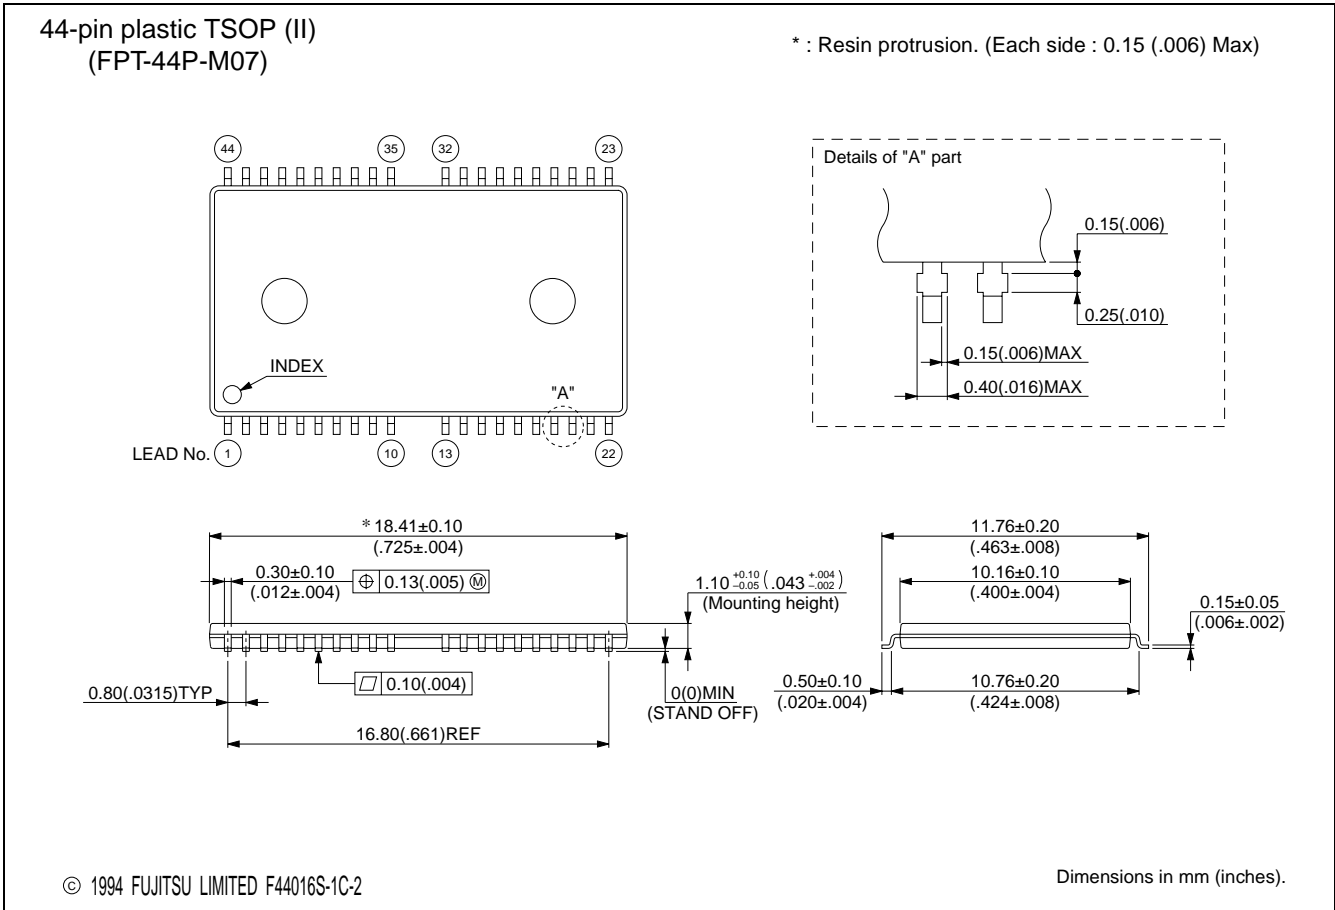 44-pin plastic TSOP (II)
(FPT-44P-M07)
* : Resin protrusion. (Each side : 0.15 (.006) Max)
44
35
32
23
INDEX
"A"
LEAD No.
1
10
13
22
Details of "A" part
0.15(.006)
0.25(.010)
0.15(.006)MAX
0.40(.016)MAX
* 18.41±0.10
(.725±.004)
0.30±0.10
(.012±.004)
⌖ 0.13(.005) Ⓜ
1.10 +0.10 −0.05 ( .043 +.004 −.002 )
(Mounting height)
0.80(.0315)TYP
⏥ 0.10(.004)
0(0)MIN
(STAND OFF)
16.80(.661)REF
11.76±0.20
(.463±.008)
10.16±0.10
(.400±.004)
0.15±0.05
(.006±.002)
0.50±0.10
(.020±.004)
10.76±0.20
(.424±.008)
© 1994 FUJITSU LIMITED F44016S-1C-2
Dimensions in mm (inches).